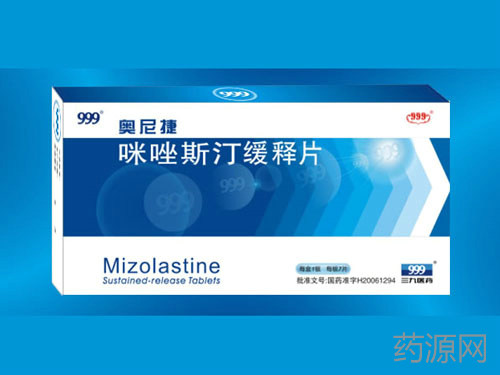 999®
999®
奥尼捷
咪唑斯汀缓释片
Mizolastine
Sustained-release Tablets
每盒1板 每板7片
批准文号:国药准字H20061294
999®
三九医药
药源网